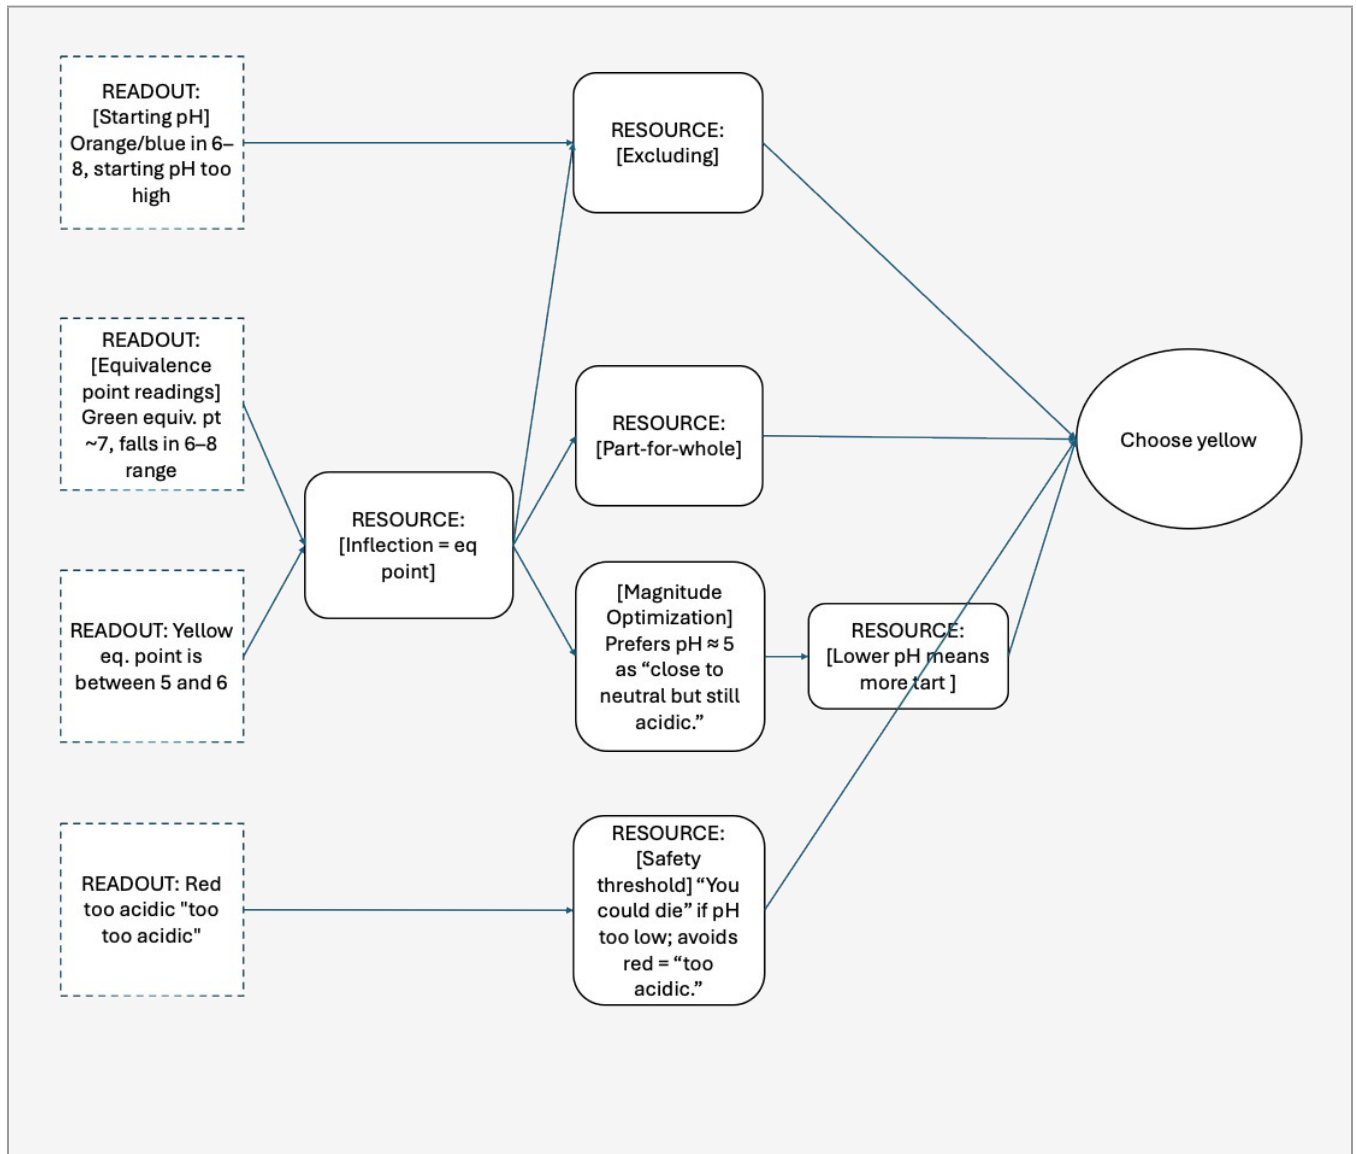 READOUT:
[Starting pH]
Orange/blue in 6–
8, starting pH too
high
RESOURCE:
[Excluding]
READOUT:
[Equivalence
point readings]
Green equiv. pt
~7, falls in 6–8
range
RESOURCE:
[Part-for-whole]
Choose yellow
RESOURCE:
[Inflection = eq
point]
READOUT: Yellow
eq. point is
between 5 and 6
[Magnitude
Optimization]
Prefers pH ≈ 5
as “close to
neutral but still
acidic.”
RESOURCE:
[Lower pH means
more tart ]
READOUT: Red
too acidic "too
too acidic"
RESOURCE:
[Safety
threshold] “You
could die” if pH
too low; avoids
red = “too
acidic.”